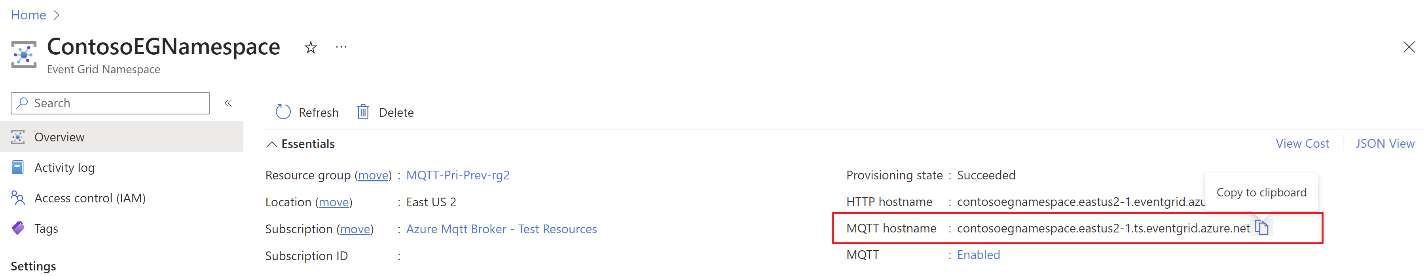 Home >
ContosoEGNamespace ☆ ···
Event Grid Namespace
Search «
Overview
Activity log
Access control (IAM)
Tags
Settings
Refresh Delete
Essentials
View Cost JSON View
Resource group (move) : MQTT-Pri-Prev-rg2
Location (move) : East US 2
Subscription (move) : Azure Mqtt Broker - Test Resources
Subscription ID :
Provisioning state : Succeeded
Copy to clipboard
HTTP hostname : contosoegnamespace.eastus2-1.eventgrid.az
MQTT hostname : contosoegnamespace.eastus2-1.ts.eventgrid.azure.net
MQTT : Enabled